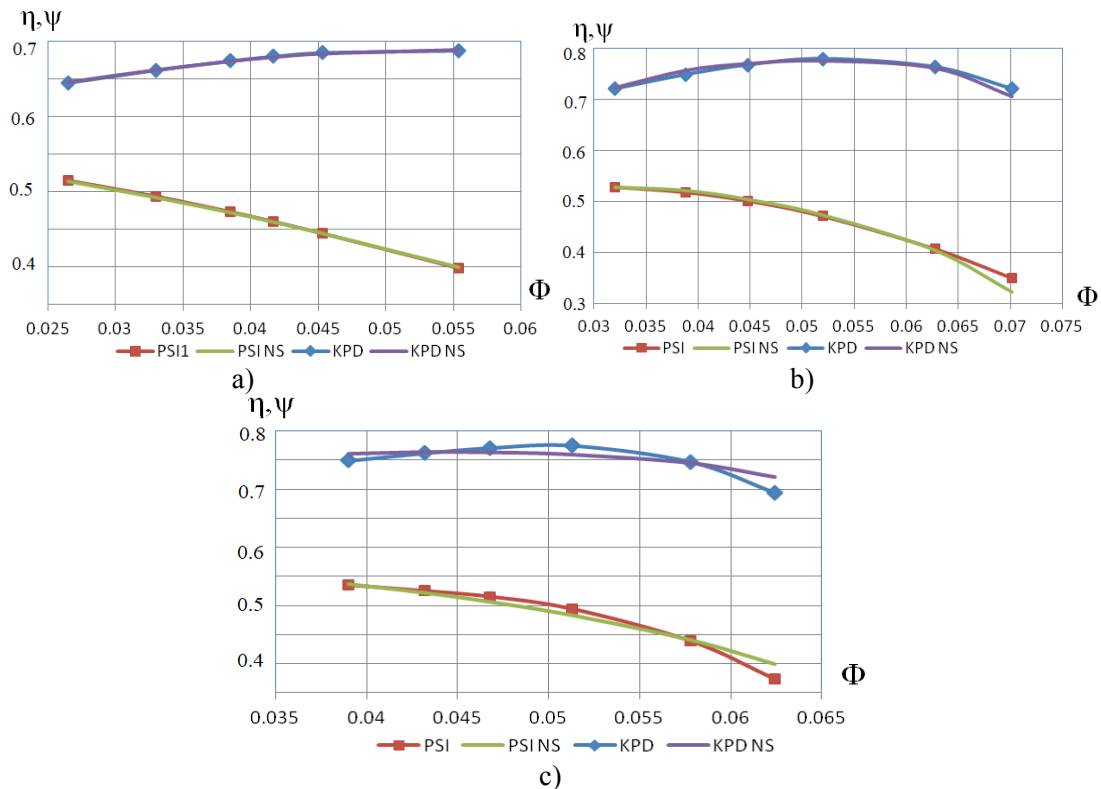 η,ψ
0.7
0.5
0.4
Φ
0.025 0.03 0.035 0.04 0.045 0.05 0.055 0.06
PSI1 PSI NS KPD KPD NS
a)
η,ψ
0.8
0.7
0.6
0.5
0.4
0.3
Φ
0.03 0.035 0.04 0.045 0.05 0.055 0.06 0.065 0.07 0.075
PSI PSI NS KPD KPD NS
b)
η,ψ
0.8
0.7
0.6
0.5
0.4
Φ
0.035 0.04 0.045 0.05 0.055 0.06 0.065
PSI PSI NS KPD KPD NS
c)